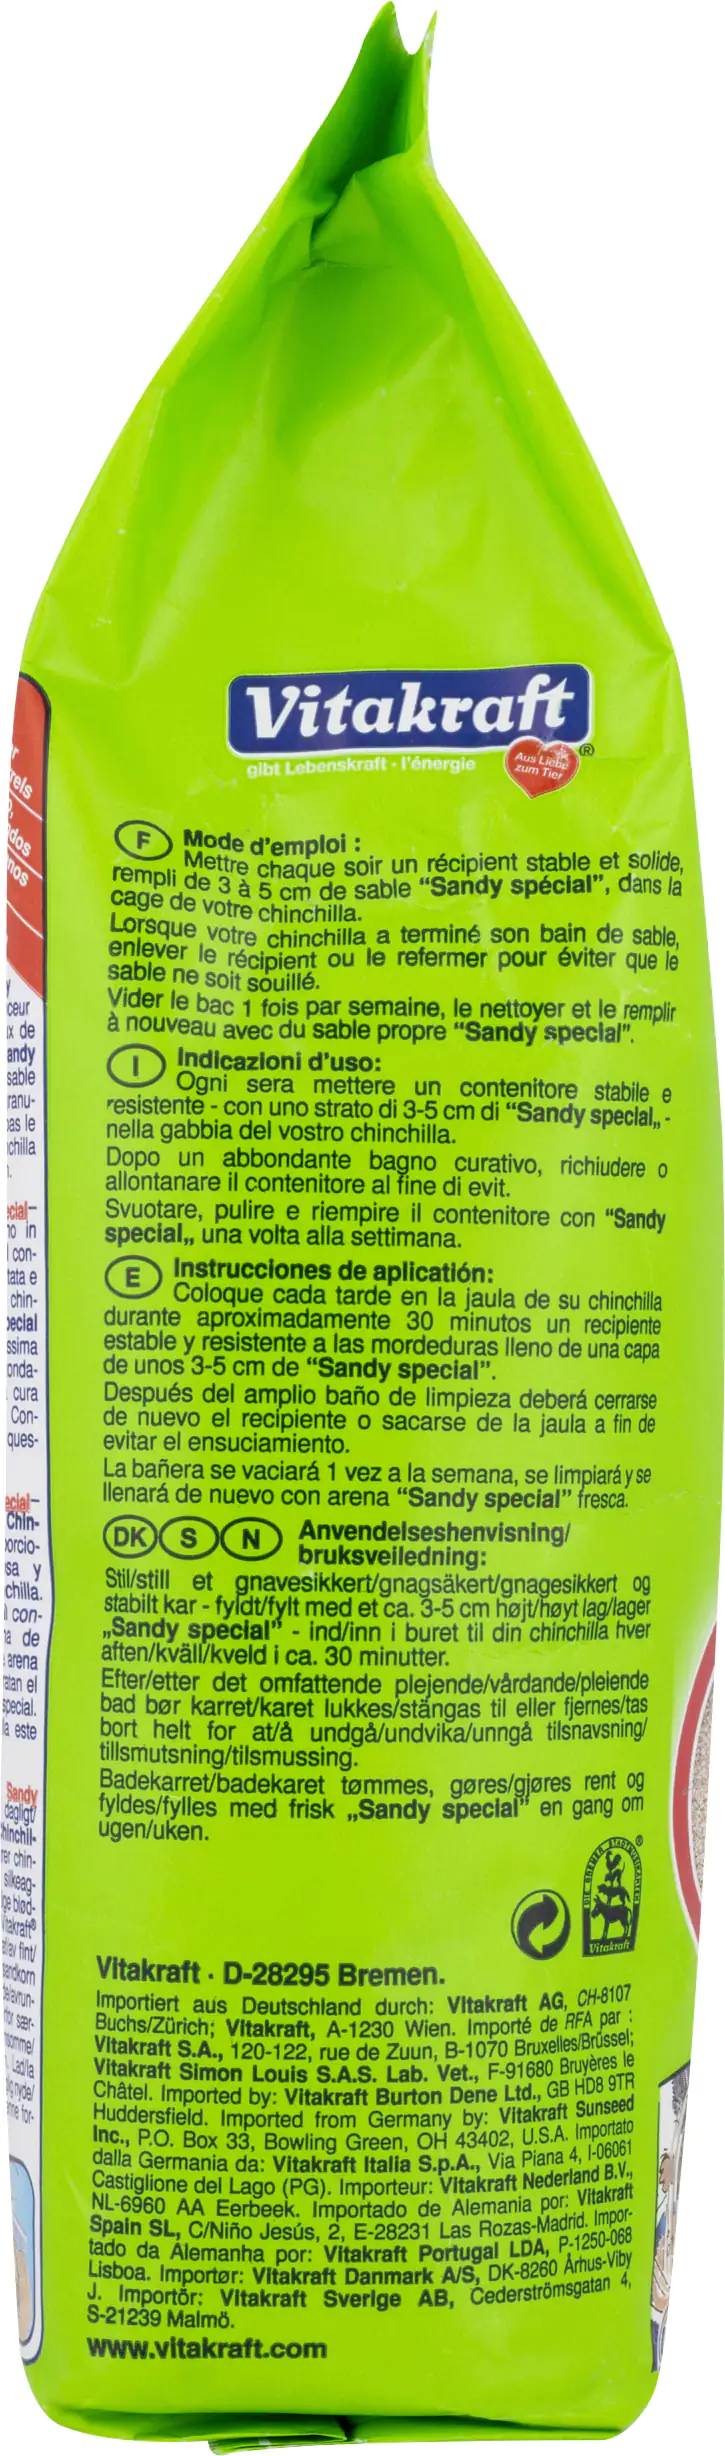 Vitakraft®
gibt Lebenskraft · l'énergie
Aus Liebe
zum Tier
F Mode d'emploi :
Mettre chaque soir un récipient stable et solide,
rempli de 3 à 5 cm de sable “Sandy spécial”, dans la
cage de votre chinchilla.
Lorsque votre chinchilla a terminé son bain de sable,
enlever le récipient ou le refermer pour éviter que le
sable ne soit souillé.
Vider le bac 1 fois par semaine, le nettoyer et le remplir
à nouveau avec du sable propre “Sandy special”.
I Indicazioni d'uso:
Ogni sera mettere un contenitore stabile e
resistente - con uno strato di 3-5 cm di “Sandy special„ -
nella gabbia del vostro chinchilla.
Dopo un abbondante bagno curativo, richiudere o
allontanare il contenitore al fine di evit.
Svuotare, pulire e riempire il contenitore con “Sandy
special„ una volta alla settimana.
E Instrucciones de aplicatión:
Coloque cada tarde en la jaula de su chinchilla
durante aproximadamente 30 minutos un recipiente
estable y resistente a las mordeduras lleno de una capa
de unos 3-5 cm de “Sandy special”.
Después del amplio baño de limpieza deberá cerrarse
de nuevo el recipiente o sacarse de la jaula a fin de
evitar el ensuciamiento.
La bañera se vaciará 1 vez a la semana, se limpiará y se
llenará de nuevo con arena “Sandy special” fresca.
DK S N Anvendelseshenvisning/
bruksveiledning:
Stil/still et gnavesikkert/gnagsäkert/gnagesikkert og
stabilt kar - fyldt/fylt med et ca. 3-5 cm højt/høyt lag/lager
„Sandy special” - ind/inn i buret til din chinchilla hver
aften/kväll/kveld i ca. 30 minutter.
Efter/etter det omfattende plejende/vårdande/pleiende
bad bør karret/karet lukkes/stängas til eller fjernes/tas
bort helt for at/å undgå/undvika/unngå tilsnavsning/
tillsmutsning/tilsmussing.
Badekarret/badekaret tømmes, gøres/gjøres rent og
fyldes/fylles med frisk „Sandy special” en gang om
ugen/uken.
DIE BREMER STADTMUSIKANTEN ®
Vitakraft
Vitakraft · D-28295 Bremen.
Importiert aus Deutschland durch: Vitakraft AG, CH-8107
Buchs/Zürich; Vitakraft, A-1230 Wien. Importé de RFA par :
Vitakraft S.A., 120-122, rue de Zuun, B-1070 Bruxelles/Brüssel;
Vitakraft Simon Louis S.A.S. Lab. Vet., F-91680 Bruyères le
Châtel. Imported by: Vitakraft Burton Dene Ltd., GB HD8 9TR
Huddersfield. Imported from Germany by: Vitakraft Sunseed
Inc., P.O. Box 33, Bowling Green, OH 43402, U.S.A. Importato
dalla Germania da: Vitakraft Italia S.p.A., Via Piana 4, I-06061
Castiglione del Lago (PG). Importeur: Vitakraft Nederland B.V.,
NL-6960 AA Eerbeek. Importado de Alemania por: Vitakraft
Spain SL, C/Niño Jesús, 2, E-28231 Las Rozas-Madrid. Impor-
tado da Alemanha por: Vitakraft Portugal LDA, P-1250-068
Lisboa. Importør: Vitakraft Danmark A/S, DK-8260 Århus-Viby
J. Importör: Vitakraft Sverige AB, Cederströmsgatan 4,
S-21239 Malmö.
www.vitakraft.com